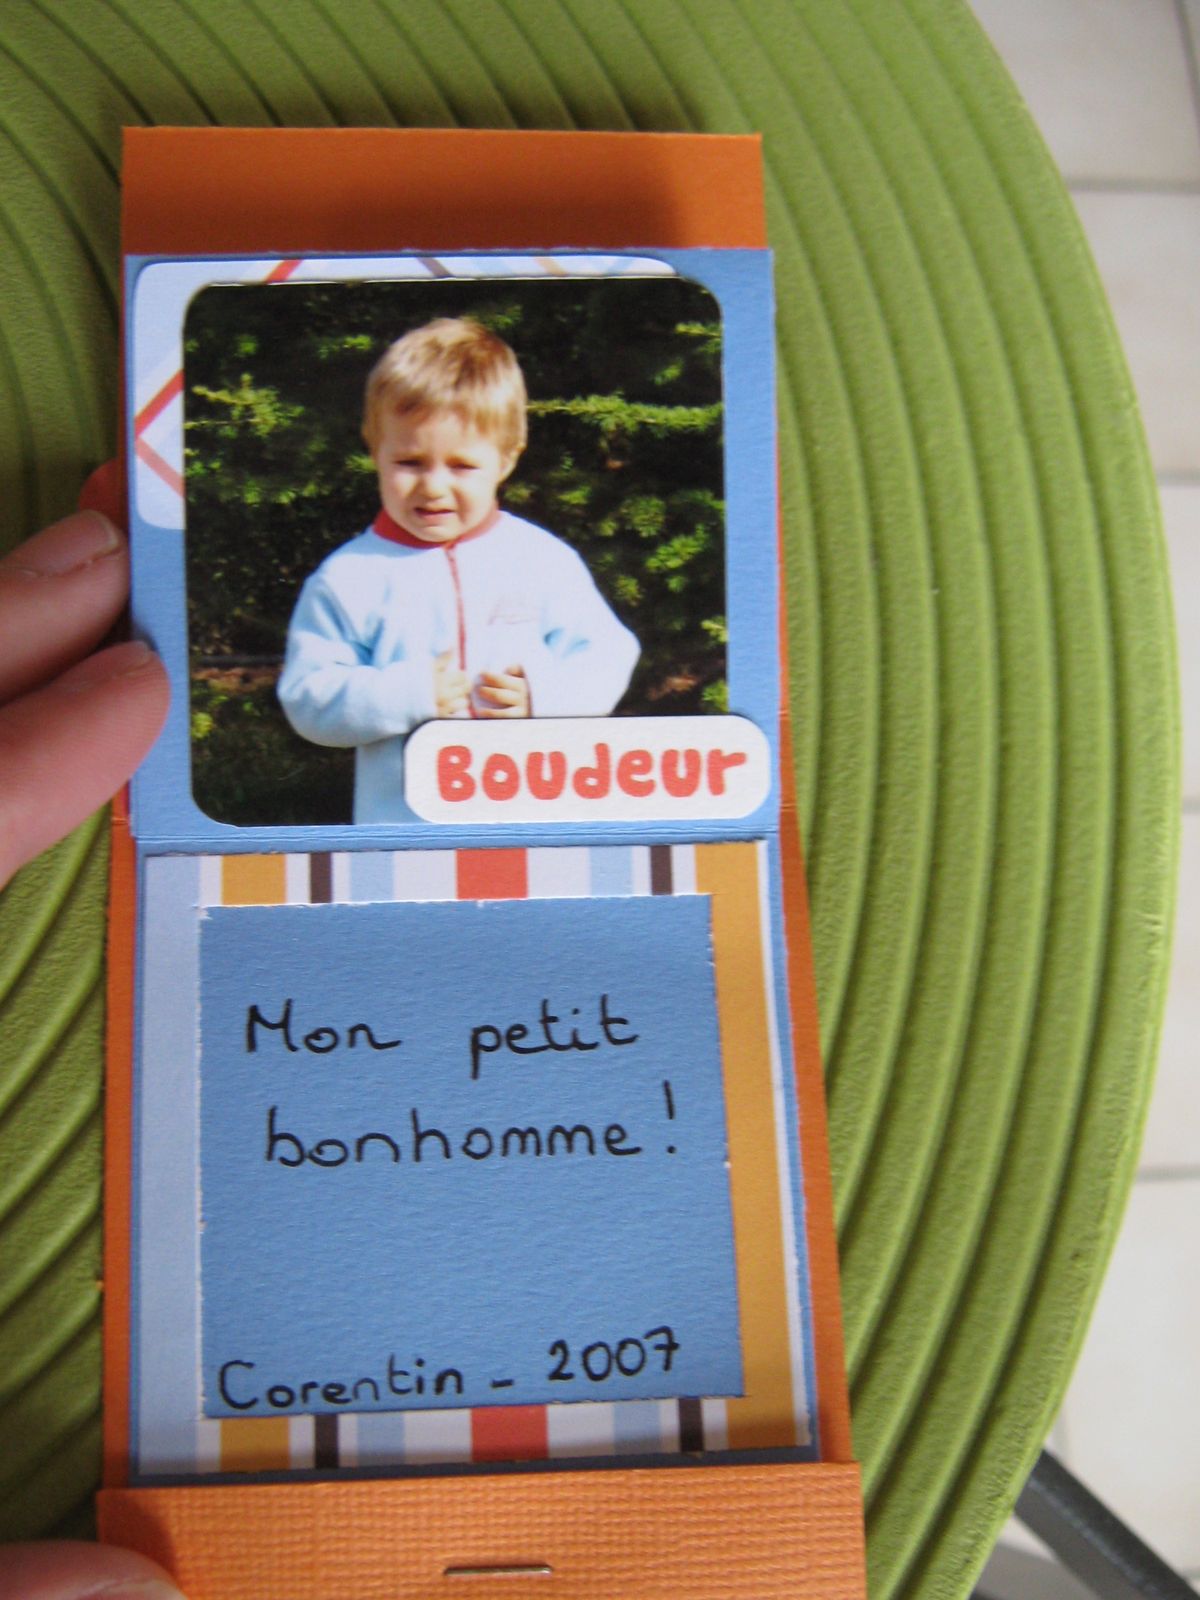 Boudeur
Mon petit
bonhomme !
Corentin - 2007